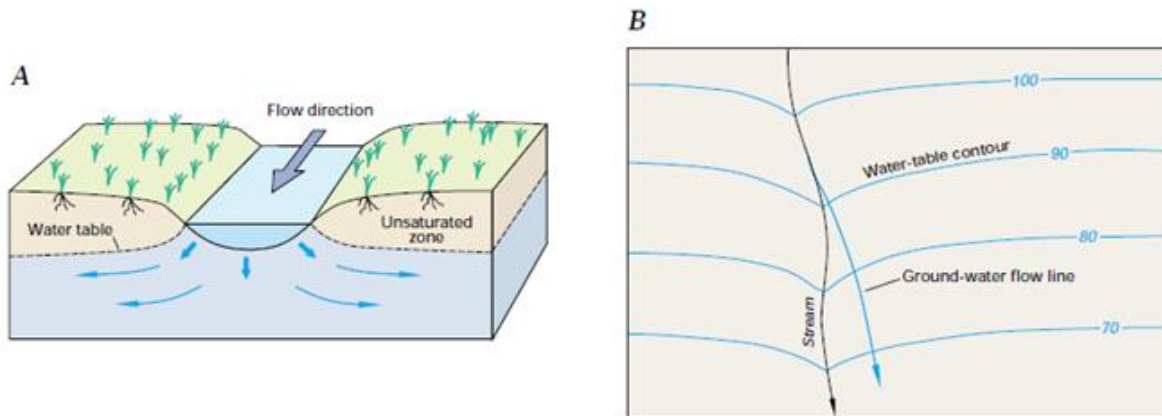 A
Flow direction
Water table
Unsaturated
zone
B
100
Water-table contour
90
80
Ground-water flow line
Stream
70